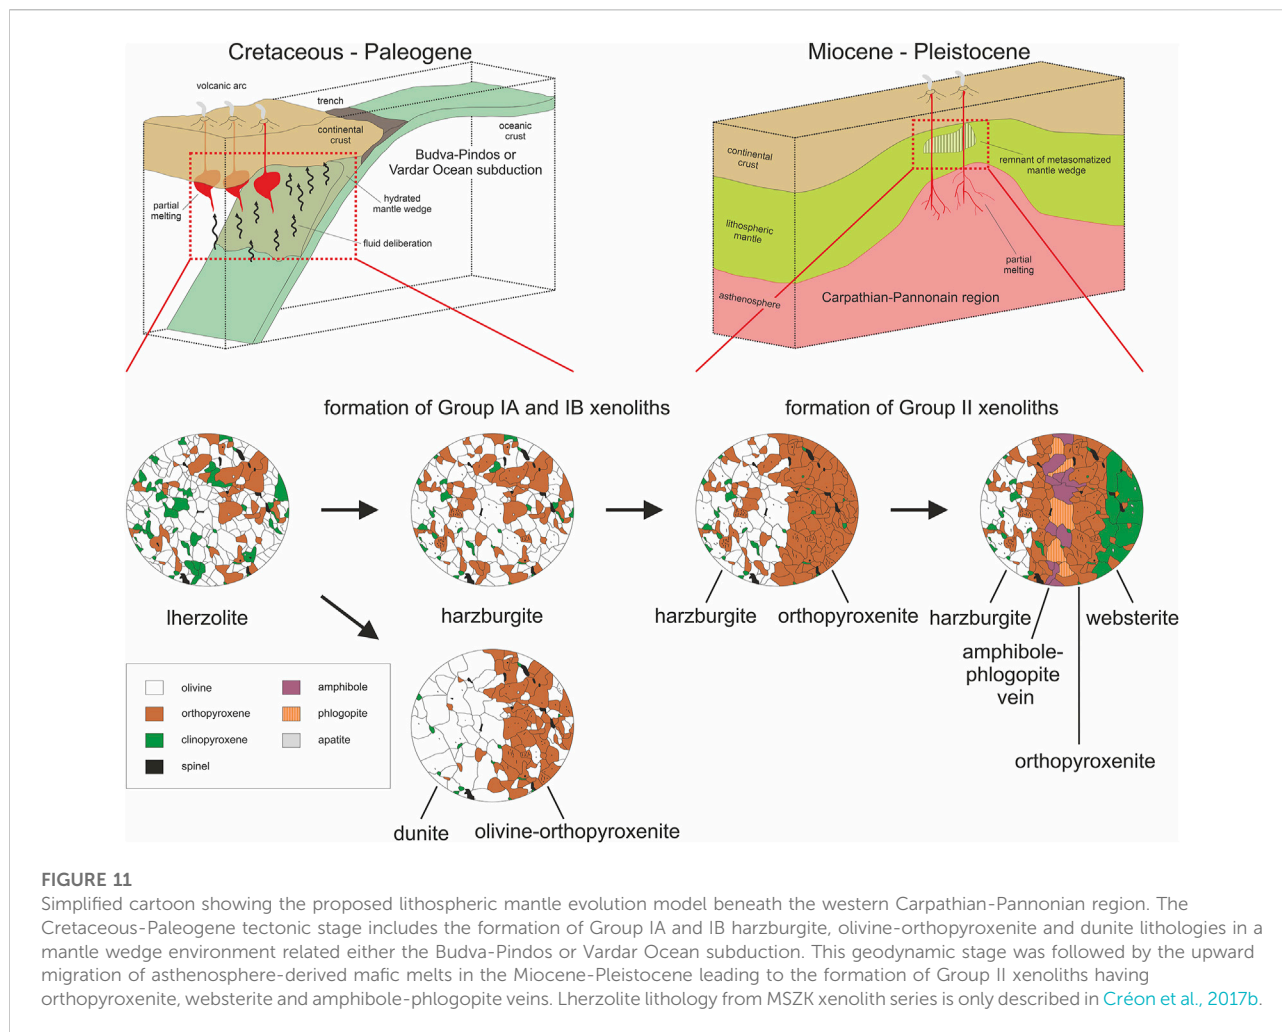 Cretaceous - Paleogene
volcanic arc
trench
continental
crust
oceanic
crust
Budva-Pindos or
Vardar Ocean subduction
partial
melting
hydrated
mantle wedge
fluid deliberation
Miocene - Pleistocene
continental
crust
remnant of metasomatized
mantle wedge
lithospheric
mantle
partial
melting
asthenosphere
Carpathian-Pannonain region
formation of Group IA and IB xenoliths
formation of Group II xenoliths
lherzolite
harzburgite
harzburgite
orthopyroxenite
harzburgite
websterite
amphibole-
phlogopite
vein
orthopyroxenite
olivine
orthopyroxene
clinopyroxene
spinel
amphibole
phlogopite
apatite
dunite
olivine-orthopyroxenite
FIGURE 11
Simplified cartoon showing the proposed lithospheric mantle evolution model beneath the western Carpathian-Pannonian region. The
Cretaceous-Paleogene tectonic stage includes the formation of Group IA and IB harzburgite, olivine-orthopyroxenite and dunite lithologies in a
mantle wedge environment related either the Budva-Pindos or Vardar Ocean subduction. This geodynamic stage was followed by the upward
migration of asthenosphere-derived mafic melts in the Miocene-Pleistocene leading to the formation of Group II xenoliths having
orthopyroxenite, websterite and amphibole-phlogopite veins. Lherzolite lithology from MSZK xenolith series is only described in Créon et al., 2017b.